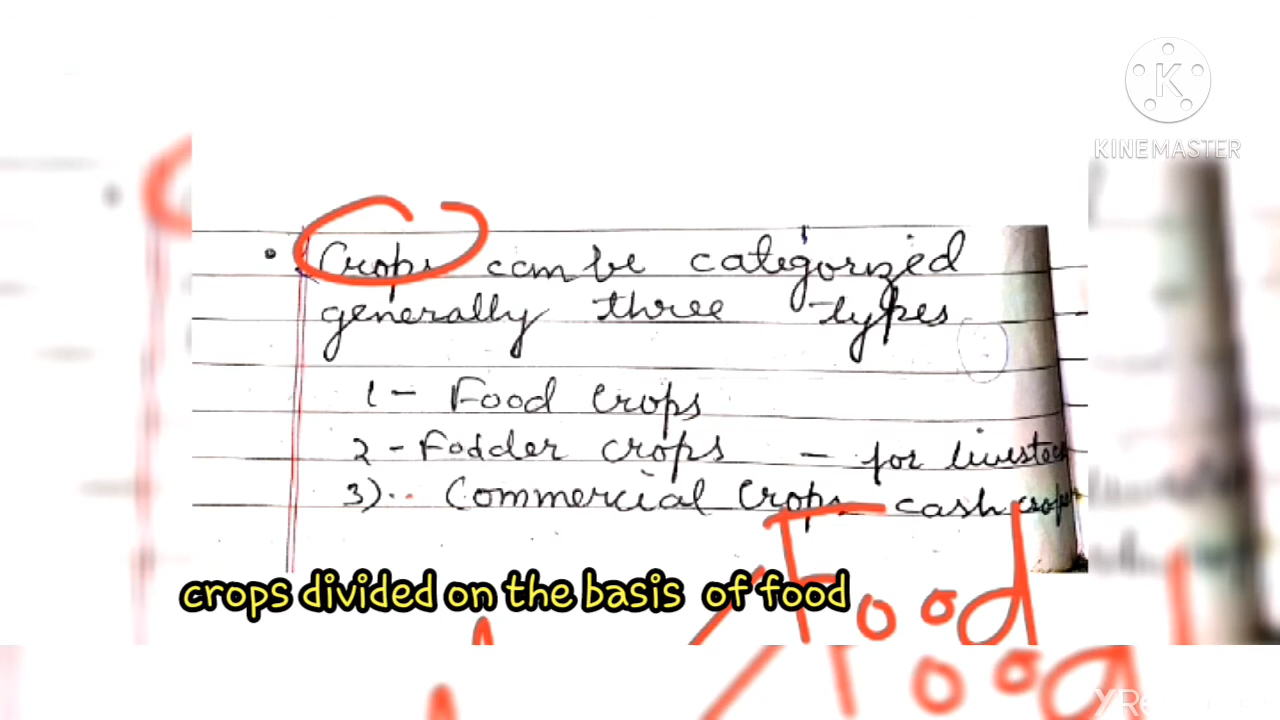 K
KINEMASTER
• Crops can be categorized
generally three types
1- Food Crops
2- Fodder crops - for livestock
3).. Commercial Crops cash crops
crops divided on the basis of food
Food